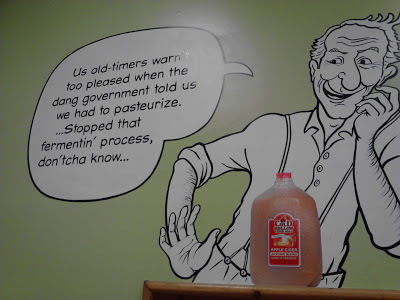 Us old-timers warn't
too pleased when the
dang government told us
we had to pasteurize.
...Stopped that
fermentin' process,
don'tcha know...
APPLE CIDER